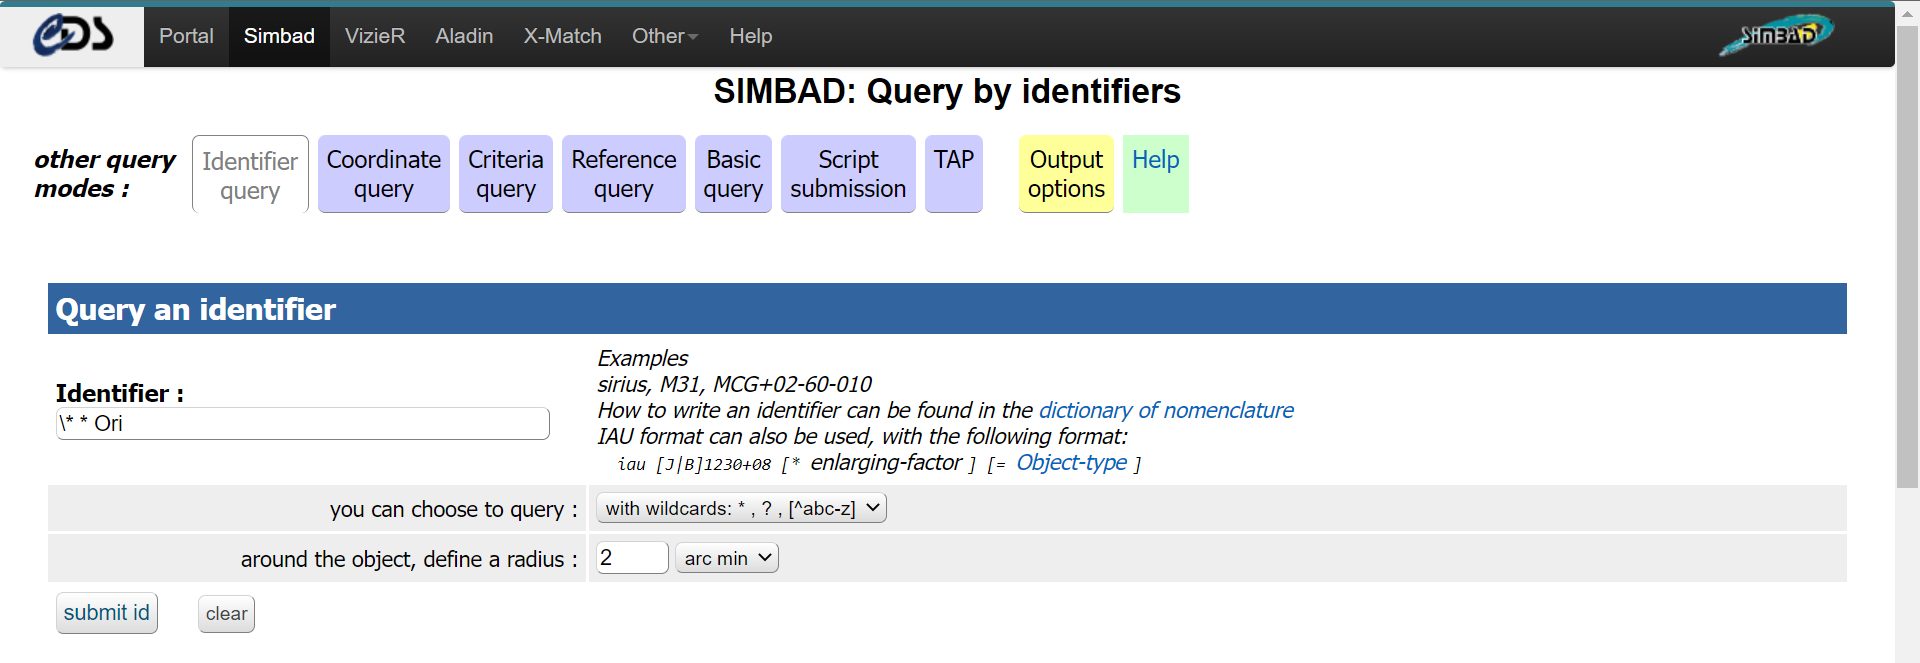 CDS Portal Simbad VizieR Aladin X-Match Other Help SIMBAD
SIMBAD: Query by identifiers
other query modes :
Identifier query
Coordinate query
Criteria query
Reference query
Basic query
Script submission
TAP
Output options
Help
Query an identifier
Identifier :
\* * Ori
Examples
sirius, M31, MCG+02-60-010
How to write an identifier can be found in the dictionary of nomenclature
IAU format can also be used, with the following format:
iau [J|B]1230+08 [* enlarging-factor ] [= Object-type ]
you can choose to query : with wildcards: * , ? , [^abc-z]
around the object, define a radius : 2 arc min
submit id clear